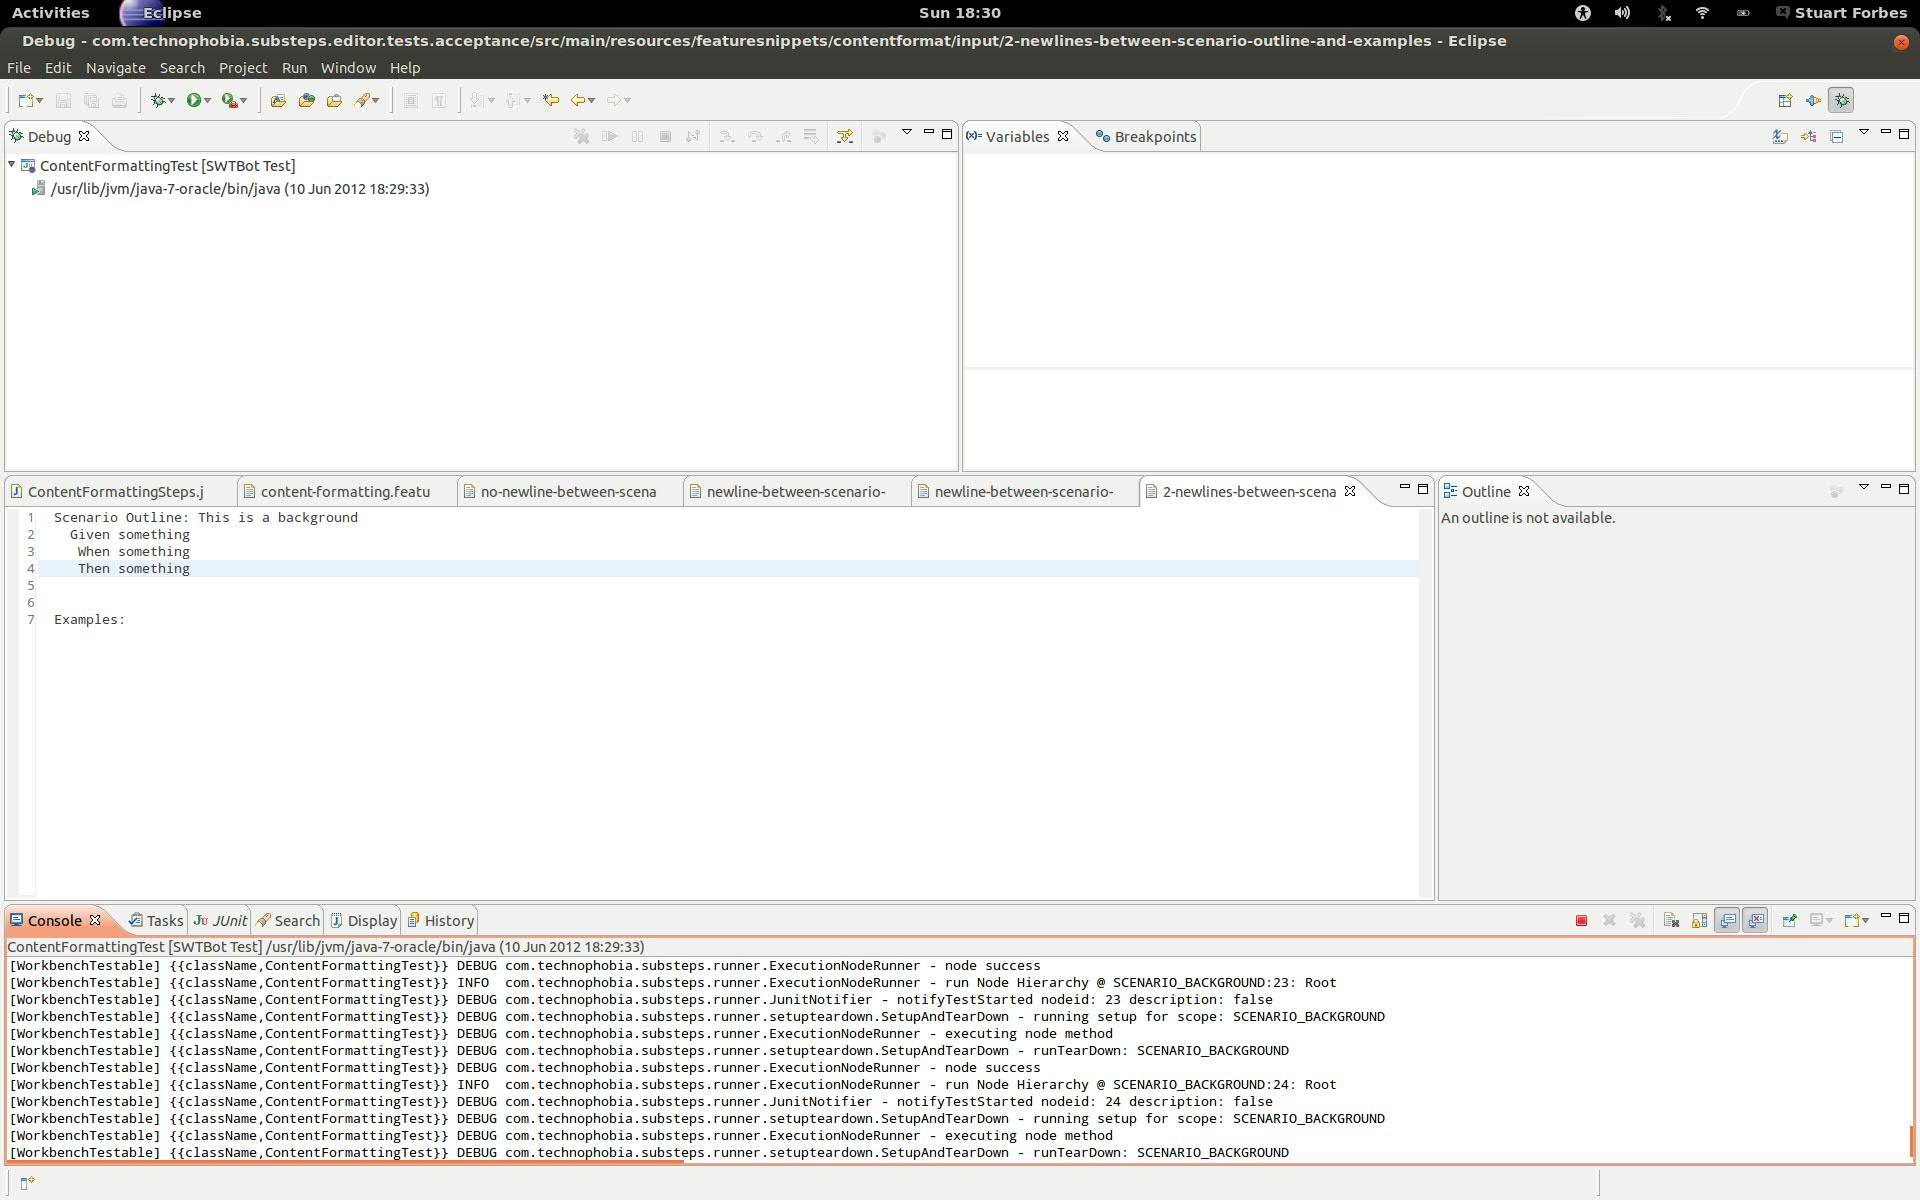 Activities Eclipse Sun 18:30 Stuart Forbes
Debug - com.technophobia.substeps.editor.tests.acceptance/src/main/resources/featuresnippets/contentformat/input/2-newlines-between-scenario-outline-and-examples - Eclipse
File Edit Navigate Search Project Run Window Help
Debug
ContentFormattingTest [SWTBot Test]
/usr/lib/jvm/java-7-oracle/bin/java (10 Jun 2012 18:29:33)
Variables Breakpoints
ContentFormattingSteps.j content-formatting.featu no-newline-between-scena newline-between-scenario- newline-between-scenario- 2-newlines-between-scena
1 Scenario Outline: This is a background
2 Given something
3 When something
4 Then something
5
6
7 Examples:
Outline
An outline is not available.
Console Tasks JUnit Search Display History
ContentFormattingTest [SWTBot Test] /usr/lib/jvm/java-7-oracle/bin/java (10 Jun 2012 18:29:33)
[WorkbenchTestable] {{className,ContentFormattingTest}} DEBUG com.technophobia.substeps.runner.ExecutionNodeRunner - node success
[WorkbenchTestable] {{className,ContentFormattingTest}} INFO  com.technophobia.substeps.runner.ExecutionNodeRunner - run Node Hierarchy @ SCENARIO_BACKGROUND:23: Root
[WorkbenchTestable] {{className,ContentFormattingTest}} DEBUG com.technophobia.substeps.runner.JunitNotifier - notifyTestStarted nodeid: 23 description: false
[WorkbenchTestable] {{className,ContentFormattingTest}} DEBUG com.technophobia.substeps.runner.setupteardown.SetupAndTearDown - running setup for scope: SCENARIO_BACKGROUND
[WorkbenchTestable] {{className,ContentFormattingTest}} DEBUG com.technophobia.substeps.runner.ExecutionNodeRunner - executing node method
[WorkbenchTestable] {{className,ContentFormattingTest}} DEBUG com.technophobia.substeps.runner.setupteardown.SetupAndTearDown - runTearDown: SCENARIO_BACKGROUND
[WorkbenchTestable] {{className,ContentFormattingTest}} DEBUG com.technophobia.substeps.runner.ExecutionNodeRunner - node success
[WorkbenchTestable] {{className,ContentFormattingTest}} INFO  com.technophobia.substeps.runner.ExecutionNodeRunner - run Node Hierarchy @ SCENARIO_BACKGROUND:24: Root
[WorkbenchTestable] {{className,ContentFormattingTest}} DEBUG com.technophobia.substeps.runner.JunitNotifier - notifyTestStarted nodeid: 24 description: false
[WorkbenchTestable] {{className,ContentFormattingTest}} DEBUG com.technophobia.substeps.runner.setupteardown.SetupAndTearDown - running setup for scope: SCENARIO_BACKGROUND
[WorkbenchTestable] {{className,ContentFormattingTest}} DEBUG com.technophobia.substeps.runner.ExecutionNodeRunner - executing node method
[WorkbenchTestable] {{className,ContentFormattingTest}} DEBUG com.technophobia.substeps.runner.setupteardown.SetupAndTearDown - runTearDown: SCENARIO_BACKGROUND